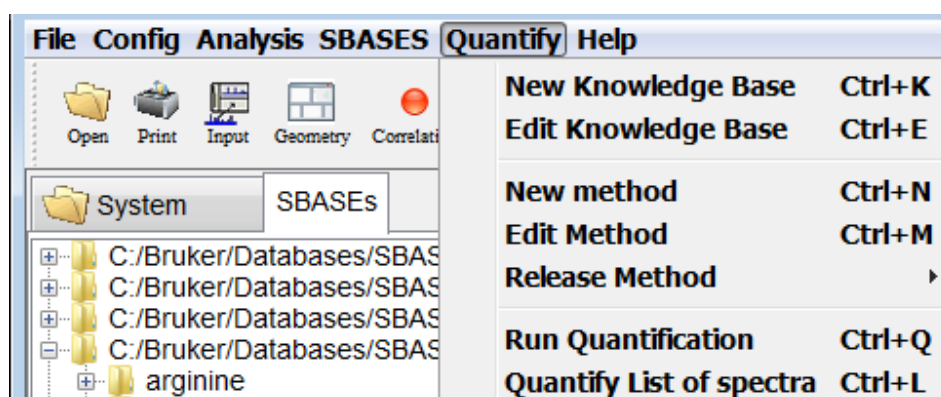 File Config Analysis SBASES Quantify Help
Open Print Input Geometry Correlati
System SBASEs
C:/Bruker/Databases/SBAS
C:/Bruker/Databases/SBAS
C:/Bruker/Databases/SBAS
C:/Bruker/Databases/SBAS
arginine
New Knowledge Base Ctrl+K
Edit Knowledge Base Ctrl+E
New method Ctrl+N
Edit Method Ctrl+M
Release Method
Run Quantification Ctrl+Q
Quantify List of spectra Ctrl+L